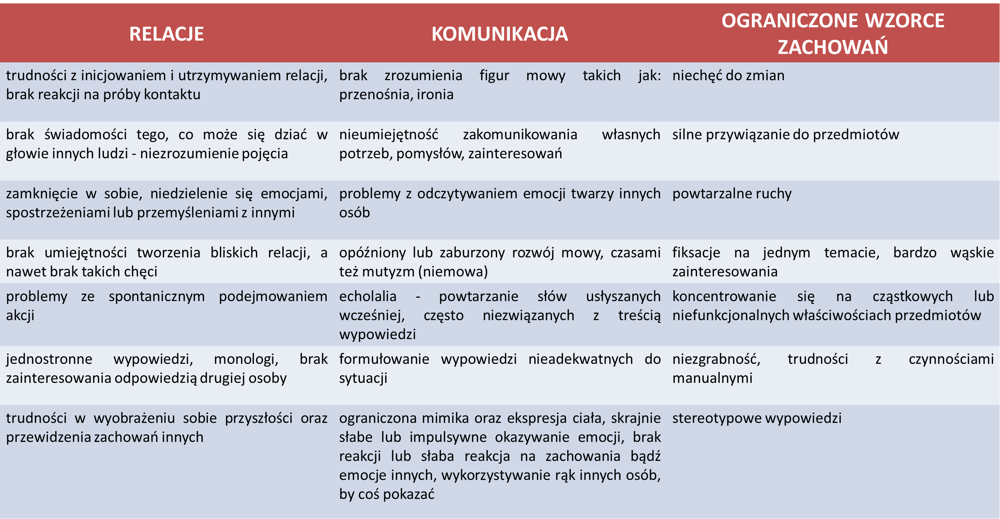 RELACJE
KOMUNIKACJA
OGRANICZONE WZORCE
ZACHOWAŃ
trudności z inicjowaniem i utrzymywaniem relacji,
brak reakcji na próby kontaktu
brak zrozumienia figur mowy takich jak:
przenośnia, ironia
niechęć do zmian
brak świadomości tego, co może się dziać w
głowie innych ludzi - niezrozumienie pojęcia
nieumiejętność zakomunikowania własnych
potrzeb, pomysłów, zainteresowań
silne przywiązanie do przedmiotów
zamknięcie w sobie, niedzielenie się emocjami,
spostrzeżeniami lub przemyśleniami z innymi
problemy z odczytywaniem emocji twarzy innych
osób
powtarzalne ruchy
brak umiejętności tworzenia bliskich relacji, a
nawet brak takich chęci
opóźniony lub zaburzony rozwój mowy, czasami
też mutyzm (niemowa)
fiksacje na jednym temacie, bardzo wąskie
zainteresowania
problemy ze spontanicznym podejmowaniem
akcji
echolalia - powtarzanie słów usłyszanych
wcześniej, często niezwiązanych z treścią
wypowiedzi
koncentrowanie się na cząstkowych lub
niefunkcjonalnych właściwościach przedmiotów
jednostronne wypowiedzi, monologi, brak
zainteresowania odpowiedzią drugiej osoby
formułowanie wypowiedzi nieadekwatnych do
sytuacji
niezgrabność, trudności z czynnościami
manualnymi
trudności w wyobrażeniu sobie przyszłości oraz
przewidzenia zachowań innych
ograniczona mimika oraz ekspresja ciała, skrajnie
słabe lub impulsywne okazywanie emocji, brak
reakcji lub słaba reakcja na zachowania bądź
emocje innych, wykorzystywanie rąk innych osób,
by coś pokazać
stereotypowe wypowiedzi